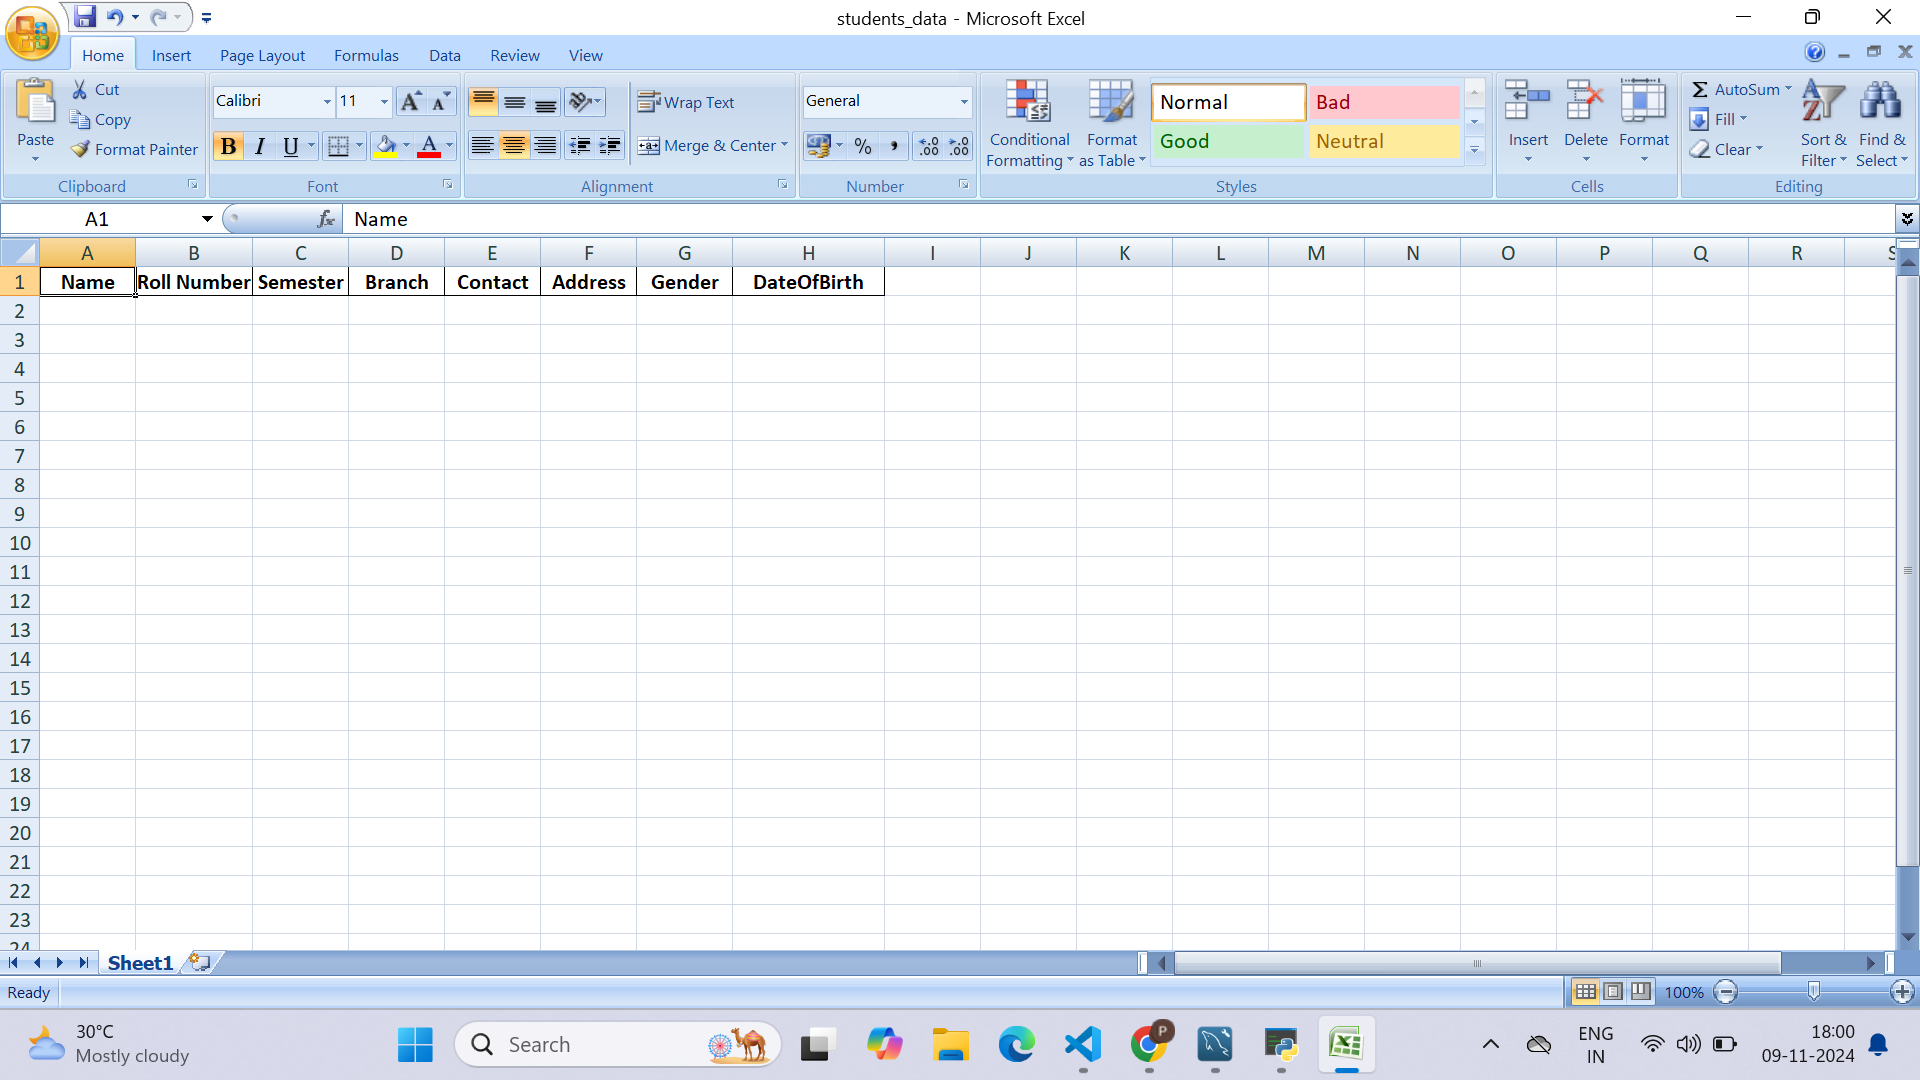 students_data - Microsoft Excel
Home Insert Page Layout Formulas Data Review View
Paste
Cut
Copy
Format Painter
Clipboard
Calibri 11
B I U A
Font
Wrap Text
Merge & Center
Alignment
General
% ,
Number
Conditional Formatting
Format as Table
Normal Bad
Good Neutral
Styles
Insert Delete Format
Cells
AutoSum
Fill
Clear
Sort & Filter
Find & Select
Editing
A1 fx Name
A B C D E F G H I J K L M N O P Q R S
1 Name Roll Number Semester Branch Contact Address Gender DateOfBirth
2
3
4
5
6
7
8
9
10
11
12
13
14
15
16
17
18
19
20
21
22
23
24
Sheet1
Ready 100%
30°C
Mostly cloudy
Search
P
ENG
IN
18:00
09-11-2024